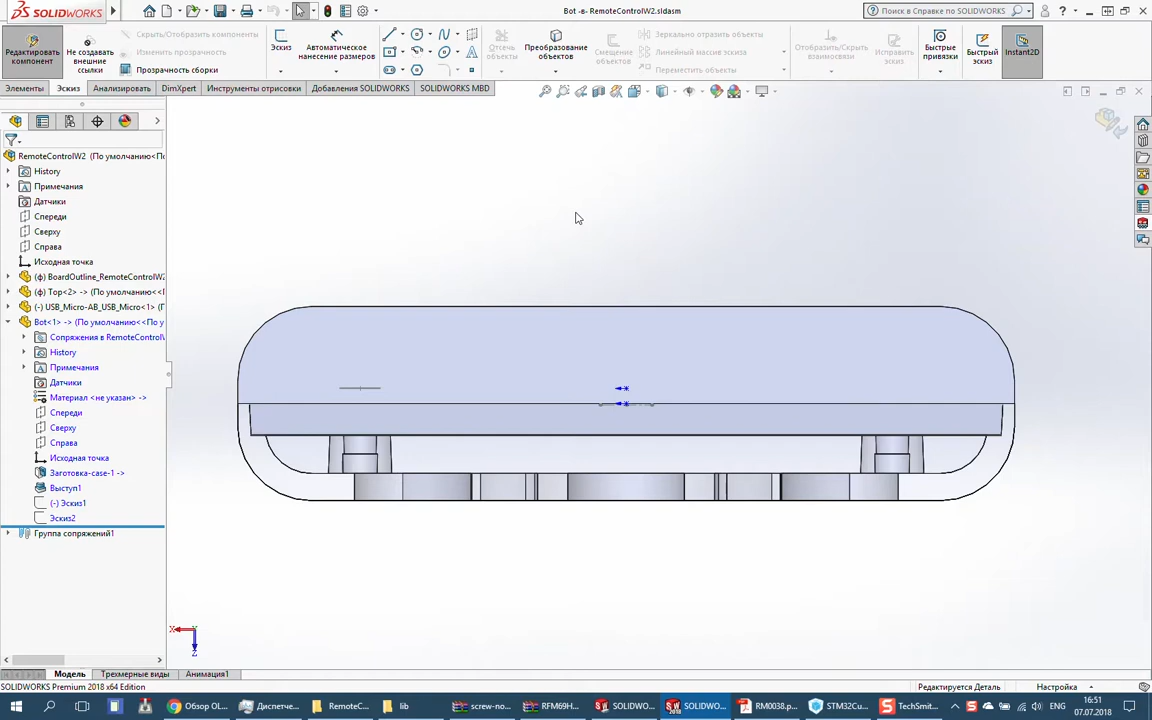 SOLIDWORKS
Bot -в- RemoteControlW2.sldasm
Поиск в Справке по SOLIDWORKS
Редактировать компонент
Не создавать внешние ссылки
Скрыть/Отобразить компоненты
Изменить прозрачность
Прозрачность сборки
Эскиз
Автоматическое нанесение размеров
Отсечь объекты
Преобразование объектов
Смещение объектов
Зеркально отразить объекты
Линейный массив эскиза
Переместить объекты
Отобразить/Скрыть взаимосвязи
Исправить эскиз
Быстрые привязки
Быстрый эскиз
Instant2D
Элементы
Эскиз
Анализировать
DimXpert
Инструменты отрисовки
Добавления SOLIDWORKS
SOLIDWORKS MBD
RemoteControlW2 (По умолчанию<По
History
Примечания
Датчики
Спереди
Сверху
Справа
Исходная точка
(ф) BoardOutline_RemoteControlW2
(ф) Top<2> -> (По умолчанию<По
(-) USB_Micro-AB_USB_Micro<1> (П
Bot<1> -> (По умолчанию<<По у
Сопряжения в RemoteControlW
History
Примечания
Датчики
Материал <не указан> ->
Спереди
Сверху
Справа
Исходная точка
Заготовка-case-1 ->
Выступ1
(-) Эскиз1
Эскиз2
Группа сопряжений1
X
Z
Модель
Трехмерные виды
Анимация1
SOLIDWORKS Premium 2018 x64 Edition
Редактируется Деталь
Настройка
Обзор OL...
Диспетче...
RemoteC...
lib
screw-no...
RFM69H...
SOLIDWO...
SOLIDWO...
RM0038.p...
STM32Cu...
TechSmit...
ENG
16:51
07.07.2018